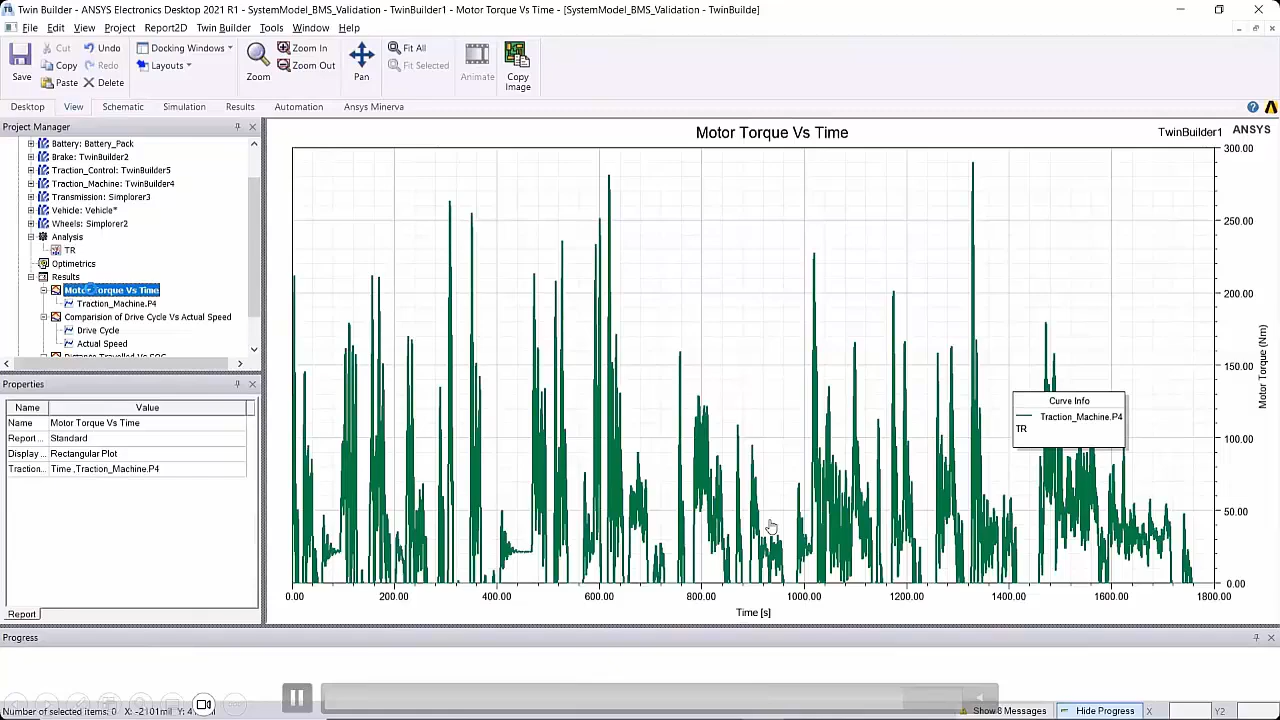 Twin Builder - ANSYS Electronics Desktop 2021 R1 - SystemModel_BMS_Validation - TwinBuilder1 - Motor Torque Vs Time - [SystemModel_BMS_Validation - TwinBuilde]
File Edit View Project Report2D Twin Builder Tools Window Help
Save
Cut
Copy
Paste
Undo
Redo
Delete
Docking Windows
Layouts
Zoom
Zoom In
Zoom Out
Pan
Fit All
Fit Selected
Animate
Copy
Image
Desktop View Schematic Simulation Results Automation Ansys Minerva
Project Manager
Battery: Battery_Pack
Brake: TwinBuilder2
Traction_Control: TwinBuilder5
Traction_Machine: TwinBuilder4
Transmission: Simplorer3
Vehicle: Vehicle*
Wheels: Simplorer2
Analysis
TR
Optimetrics
Results
Motor Torque Vs Time
Traction_Machine.P4
Comparision of Drive Cycle Vs Actual Speed
Drive Cycle
Actual Speed
Properties
Name Value
Name Motor Torque Vs Time
Report... Standard
Display ... Rectangular Plot
Traction... Time ,Traction_Machine.P4
Report
Motor Torque Vs Time
TwinBuilder1
ANSYS
300.00
250.00
200.00
150.00
100.00
50.00
0.00
Motor Torque (Nm)
Curve Info
Traction_Machine.P4
TR
0.00 200.00 400.00 600.00 800.00 1000.00 1200.00 1400.00 1600.00 1800.00
Time [s]
Progress
Number of selected items: 0 X: -2101mil
Show 8 Messages
Hide Progress
X
Y2